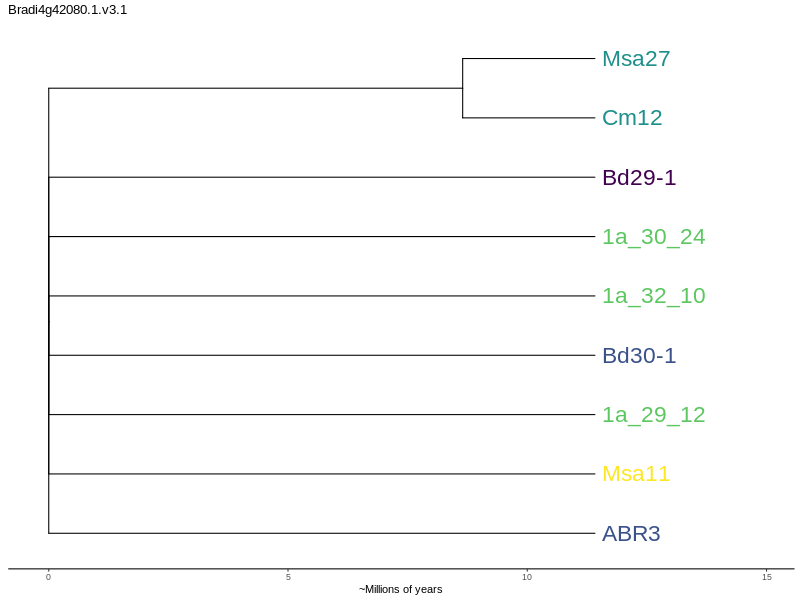 Bradi4g42080.1.v3.1
Msa27
Cm12
Bd29-1
1a_30_24
1a_32_10
Bd30-1
1a_29_12
Msa11
ABR3
0 5 10 15
~Millions of years